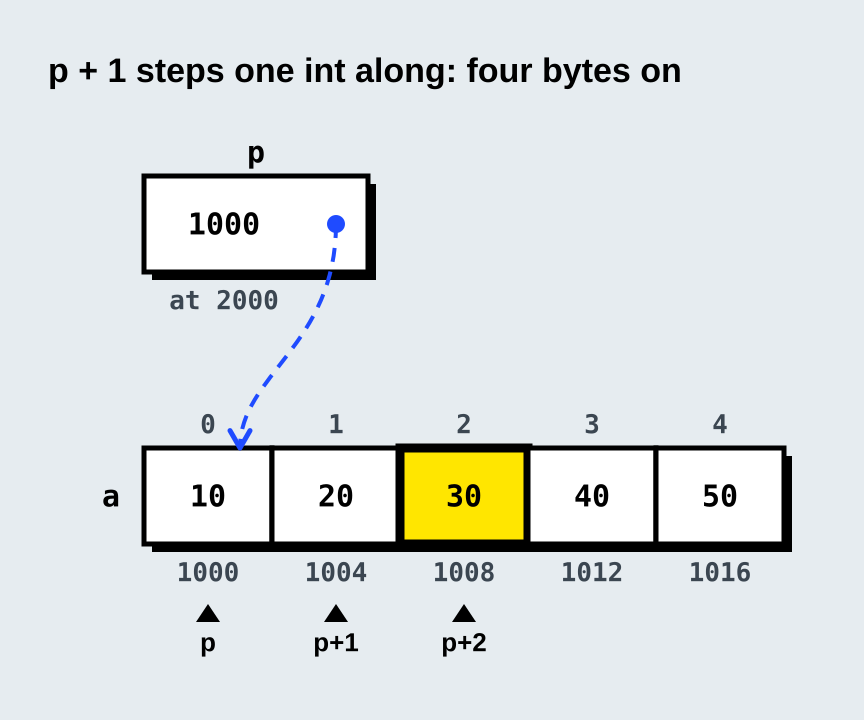 p + 1 steps one int along: four bytes on
p
1000
at 2000
0 1 2 3 4
a 10 20 30 40 50
1000 1004 1008 1012 1016
p p+1 p+2